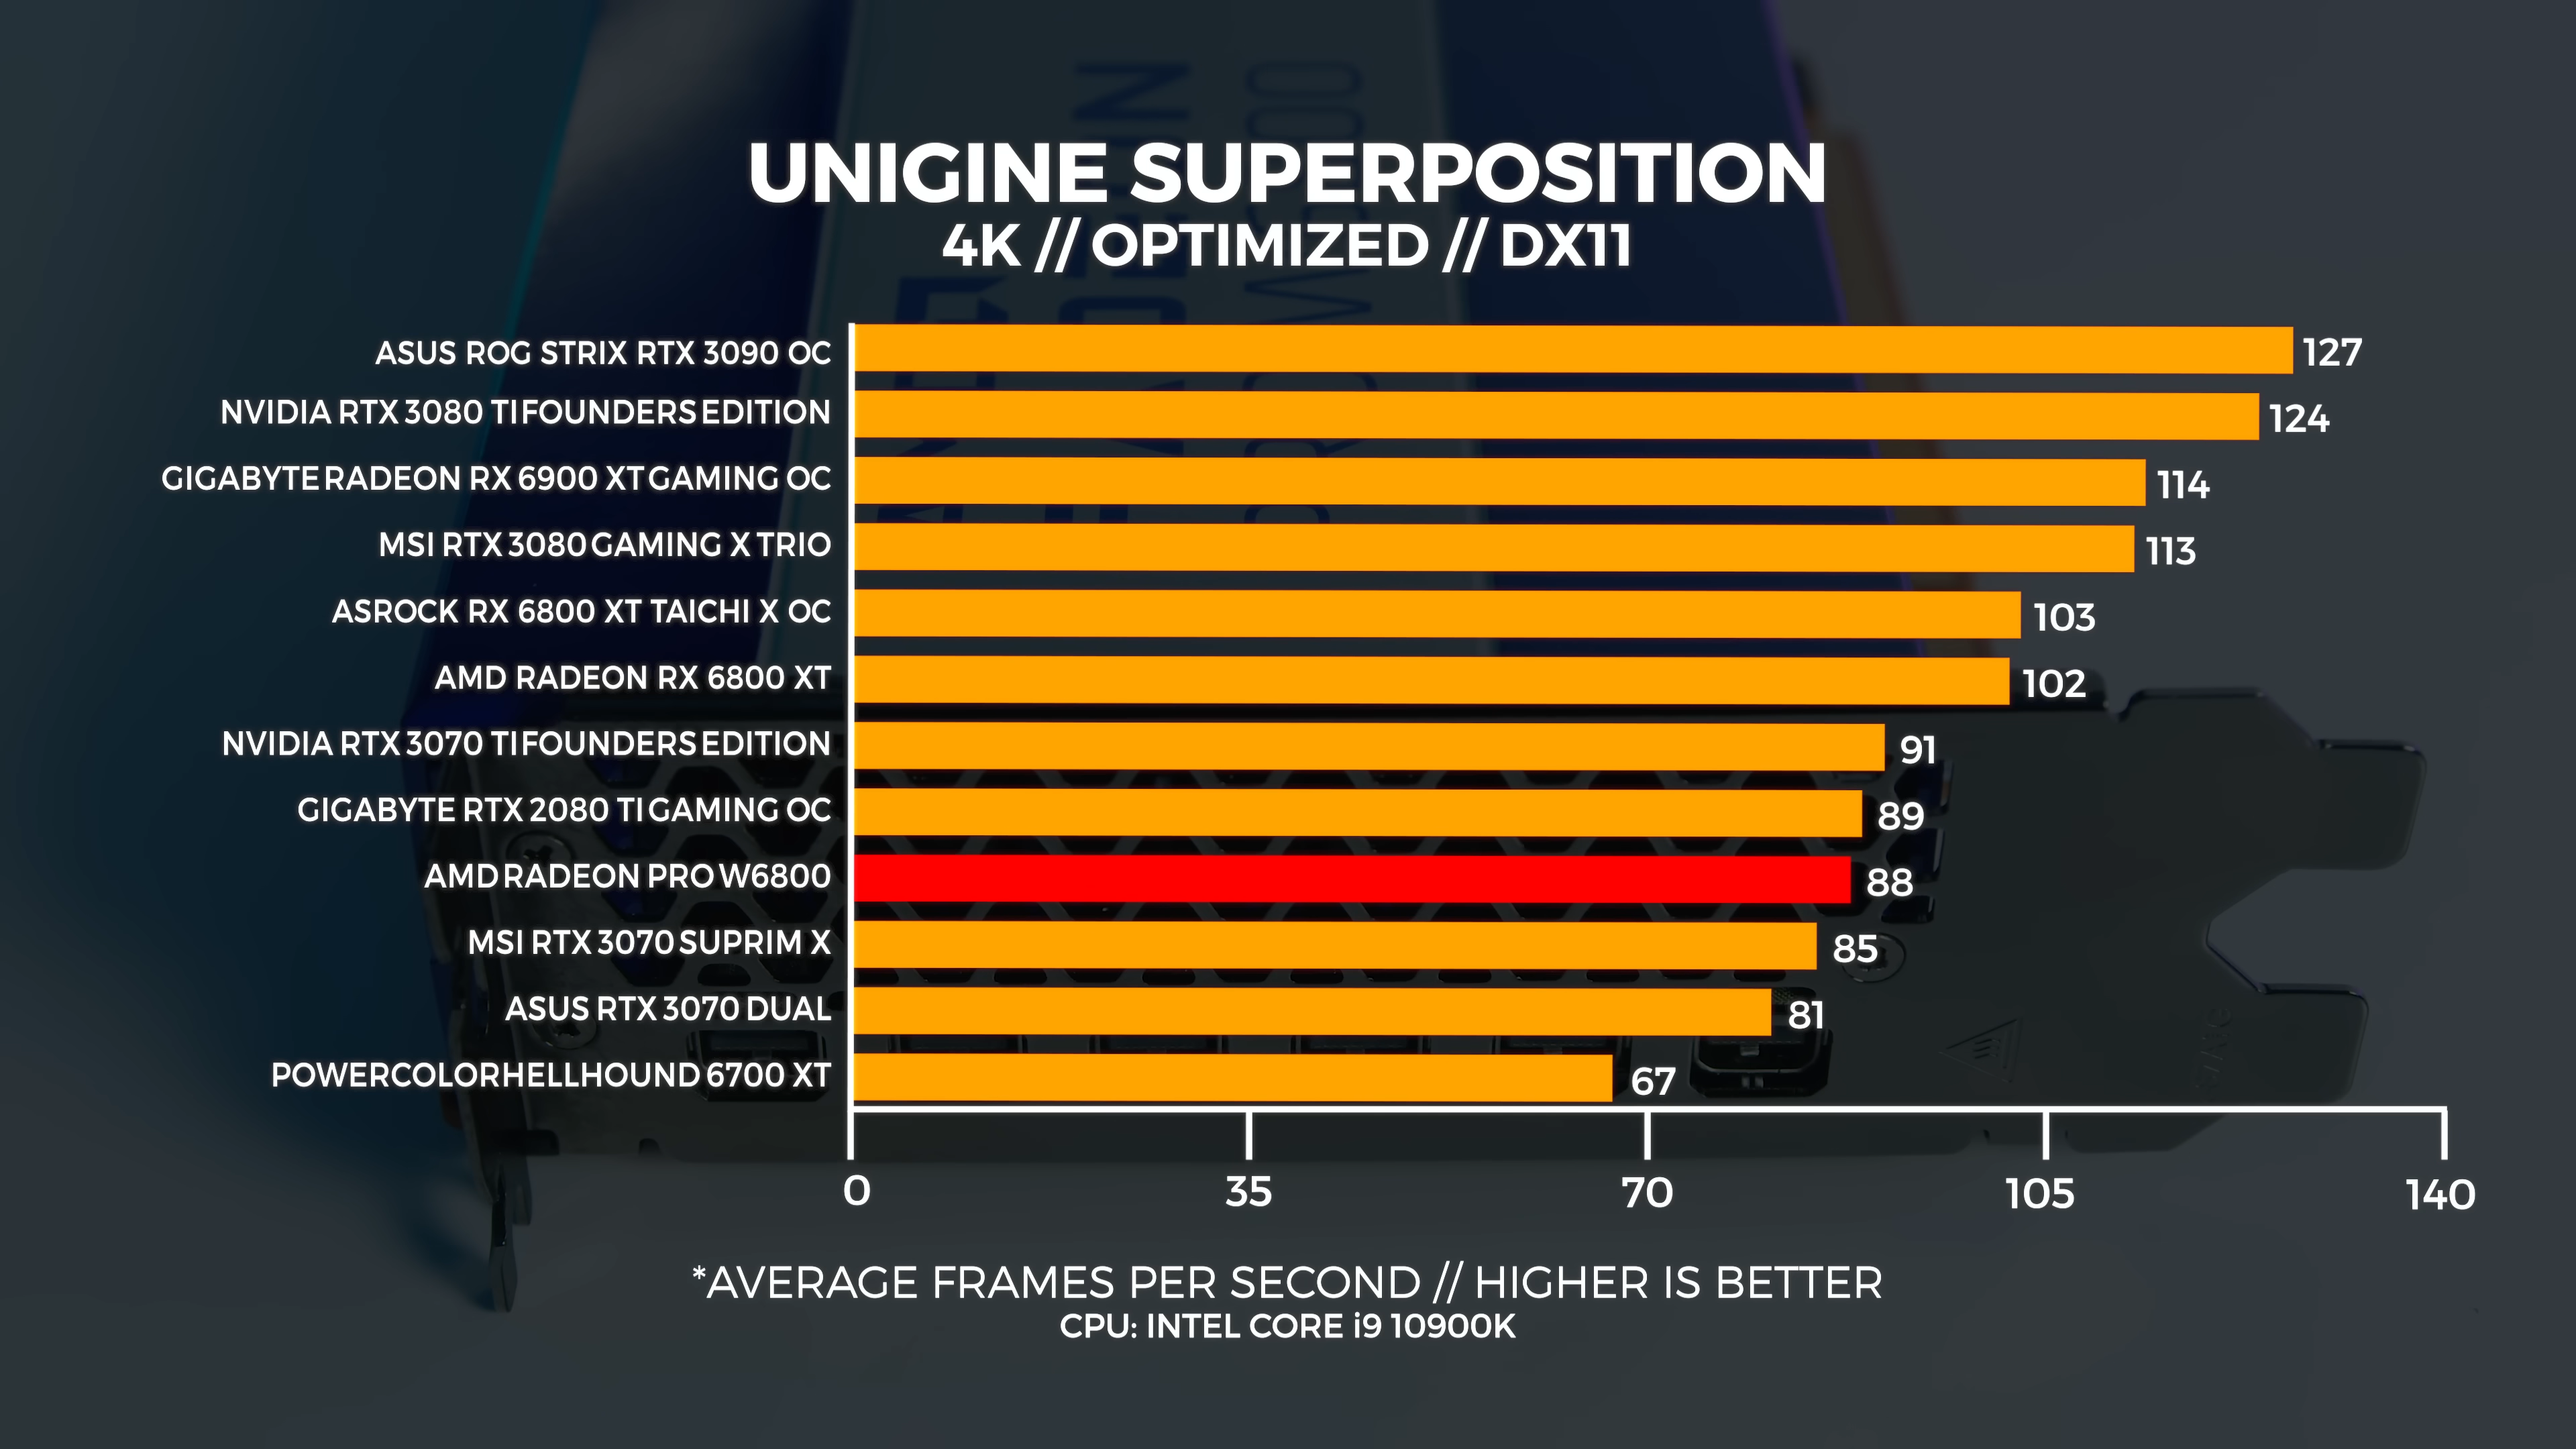 UNIGINE SUPERPOSITION
4K // OPTIMIZED // DX11
ASUS ROG STRIX RTX 3090 OC 127
NVIDIA RTX 3080 TI FOUNDERS EDITION 124
GIGABYTE RADEON RX 6900 XT GAMING OC 114
MSI RTX 3080 GAMING X TRIO 113
ASROCK RX 6800 XT TAICHI X OC 103
AMD RADEON RX 6800 XT 102
NVIDIA RTX 3070 TI FOUNDERS EDITION 91
GIGABYTE RTX 2080 TI GAMING OC 89
AMD RADEON PRO W6800 88
MSI RTX 3070 SUPRIM X 85
ASUS RTX 3070 DUAL 81
POWERCOLOR HELLHOUND 6700 XT 67
0 35 70 105 140
*AVERAGE FRAMES PER SECOND // HIGHER IS BETTER
CPU: INTEL CORE i9 10900K